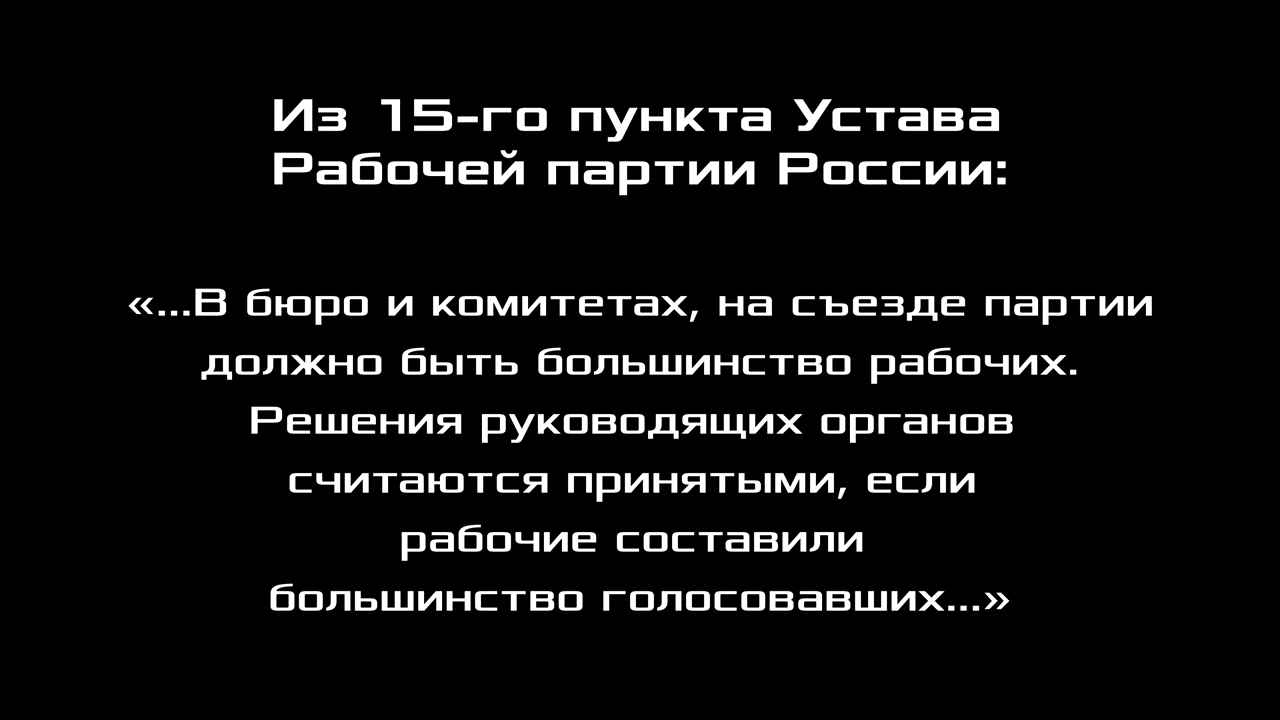 Из 15-го пункта Устава
Рабочей партии России:
«...В бюро и комитетах, на съезде партии
должно быть большинство рабочих.
Решения руководящих органов
считаются принятыми, если
рабочие составили
большинство голосовавших...»